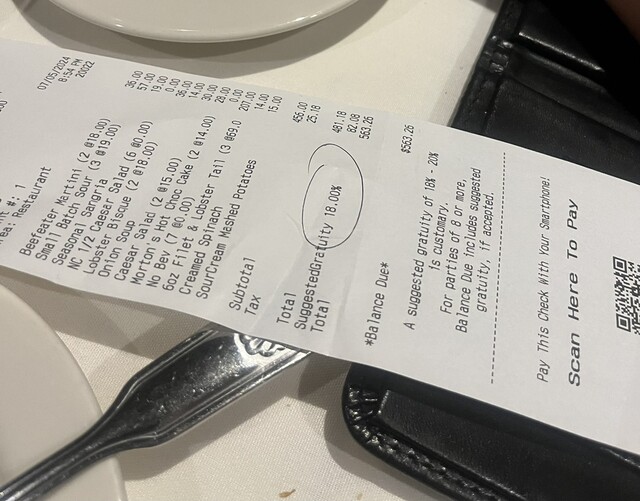 07/05/2024
8:54 PM
20022
#: 1
Restaurant
Beefeater Martini (2 @18.00) 36.00
Small Batch Sour (3 @19.00) 57.00
Seasonal Sangria 19.00
NC 1/2 Caesar Salad (6 @0.00) 0.00
Lobster Bisque (2 @18.00) 36.00
Onion Soup 14.00
Caesar Salad (2 @15.00) 30.00
Morton's Hot Choc Cake (2 @14.00) 28.00
No Bev (7 @0.00) 0.00
6oz Filet & Lobster Tail (3 @69.0 207.00
Creamed Spinach 14.00
SourCream Mashed Potatoes 15.00
Subtotal 456.00
Tax 25.18
Total 481.18
SuggestedGratuity 18.00% 82.08
Total 563.26
*Balance Due* $563.26
A suggested gratuity of 18% - 20%
is customary.
For parties of 8 or more,
Balance Due includes suggested
gratuity, if accepted.
Pay This Check With Your Smartphone!
Scan Here To Pay